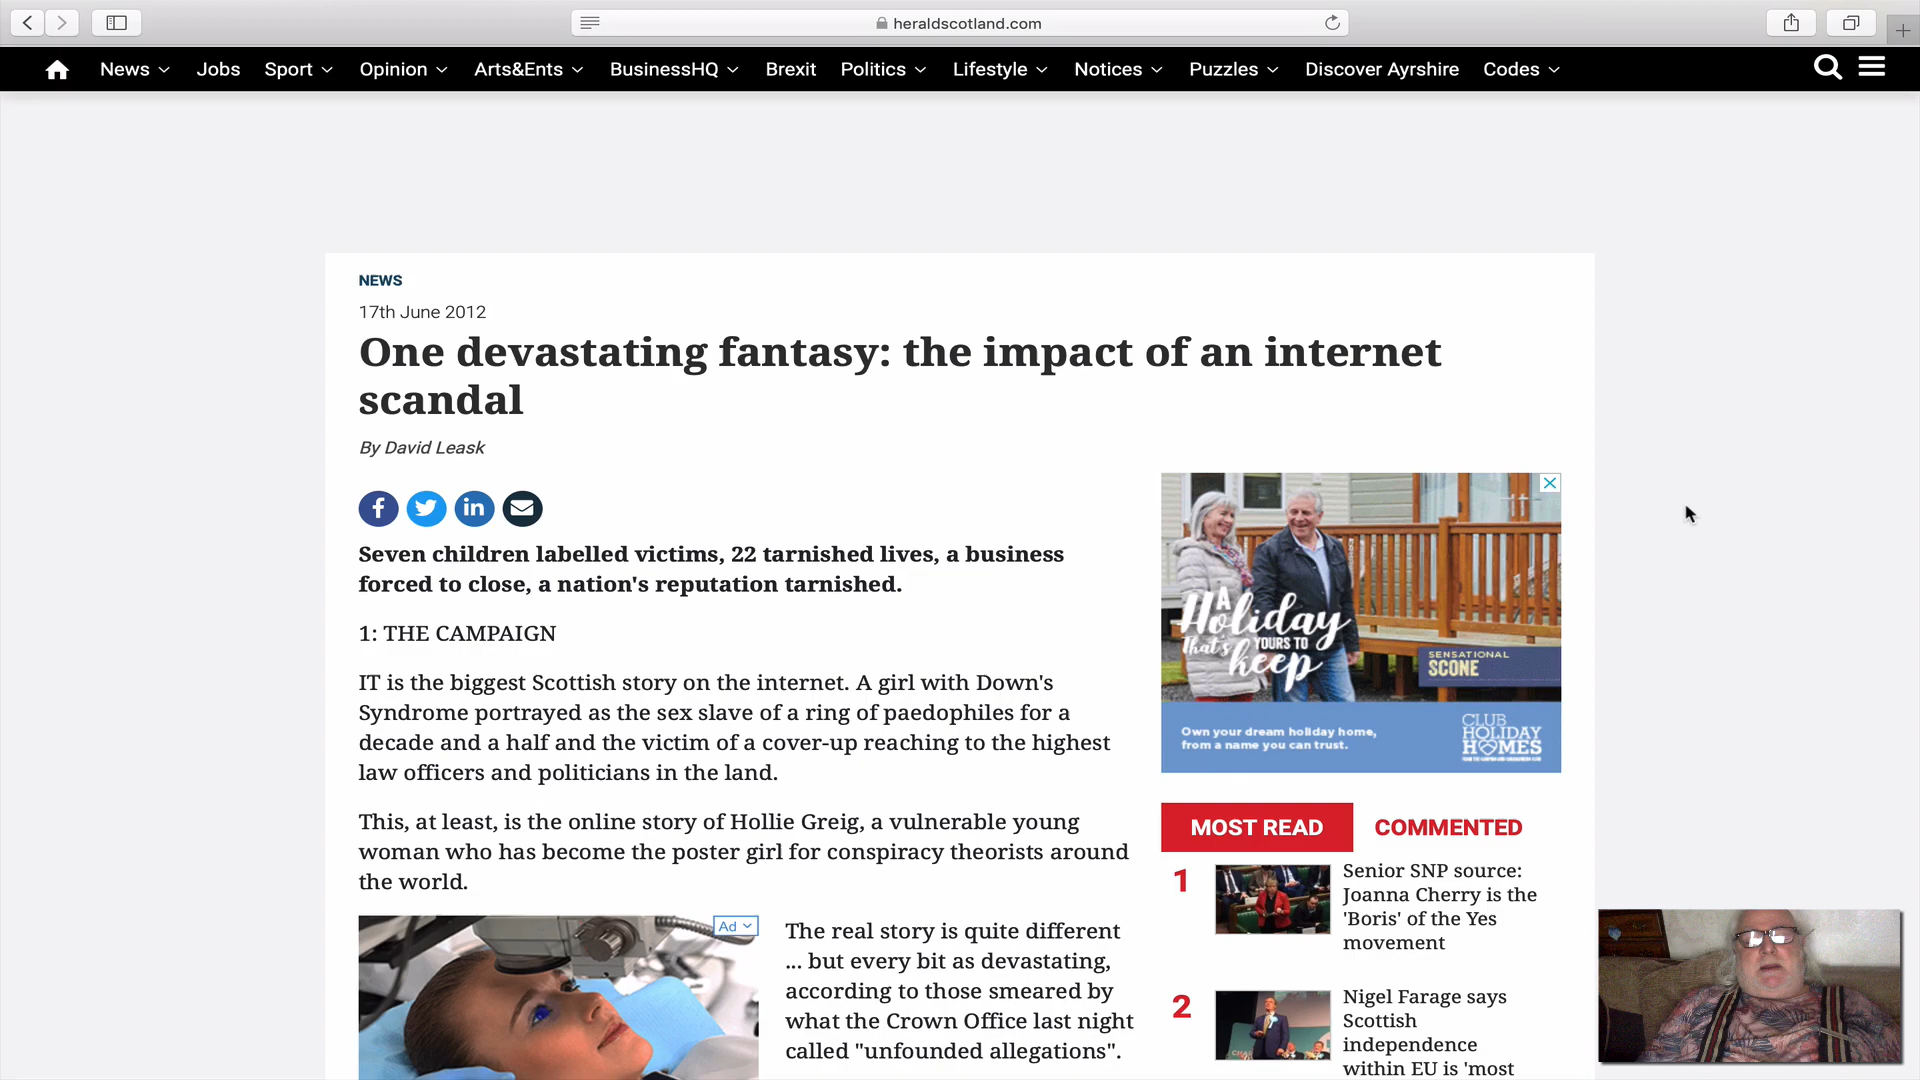 heraldscotland.com
News Jobs Sport Opinion Arts&Ents BusinessHQ Brexit Politics Lifestyle Notices Puzzles Discover Ayrshire Codes
NEWS
17th June 2012
One devastating fantasy: the impact of an internet
scandal
By David Leask
Seven children labelled victims, 22 tarnished lives, a business
forced to close, a nation's reputation tarnished.
1: THE CAMPAIGN
IT is the biggest Scottish story on the internet. A girl with Down's
Syndrome portrayed as the sex slave of a ring of paedophiles for a
decade and a half and the victim of a cover-up reaching to the highest
law officers and politicians in the land.
This, at least, is the online story of Hollie Greig, a vulnerable young
woman who has become the poster girl for conspiracy theorists around
the world.
Ad
The real story is quite different
... but every bit as devastating,
according to those smeared by
what the Crown Office last night
called "unfounded allegations".
A
Holiday
That's YOURS TO
keep
SENSATIONAL
SCONE
Own your dream holiday home,
from a name you can trust.
CLUB
HOLIDAY
HOMES
MOST READ COMMENTED
1
Senior SNP source:
Joanna Cherry is the
'Boris' of the Yes
movement
2
Nigel Farage says
Scottish
independence
within EU is 'most